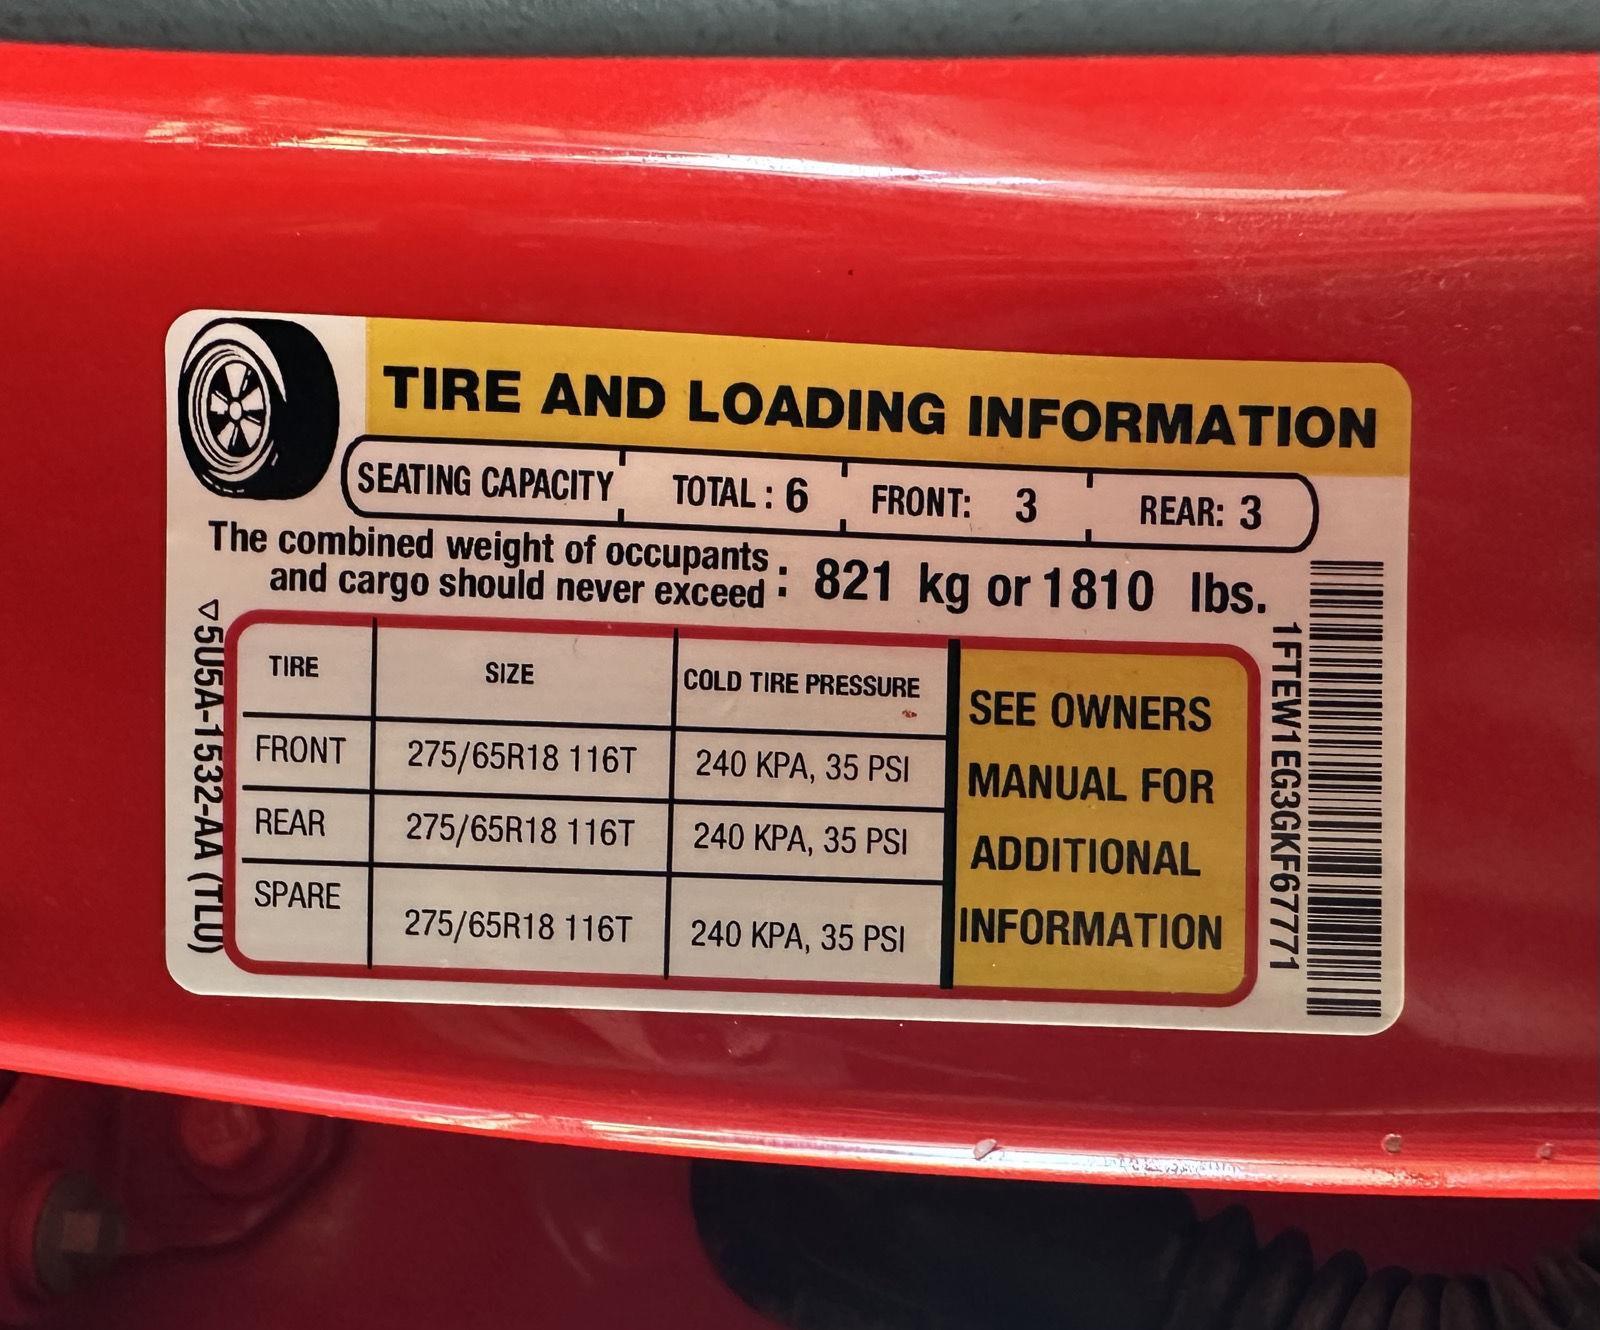 TIRE AND LOADING INFORMATION
SEATING CAPACITY TOTAL : 6 FRONT: 3 REAR: 3
The combined weight of occupants
and cargo should never exceed : 821 kg or 1810 lbs.
TIRE SIZE COLD TIRE PRESSURE
FRONT 275/65R18 116T 240 KPA, 35 PSI
REAR 275/65R18 116T 240 KPA, 35 PSI
SPARE 275/65R18 116T 240 KPA, 35 PSI
SEE OWNERS
MANUAL FOR
ADDITIONAL
INFORMATION
▽5U5A-1532-AA (TLU)
1FTEW1EG3GKF67771